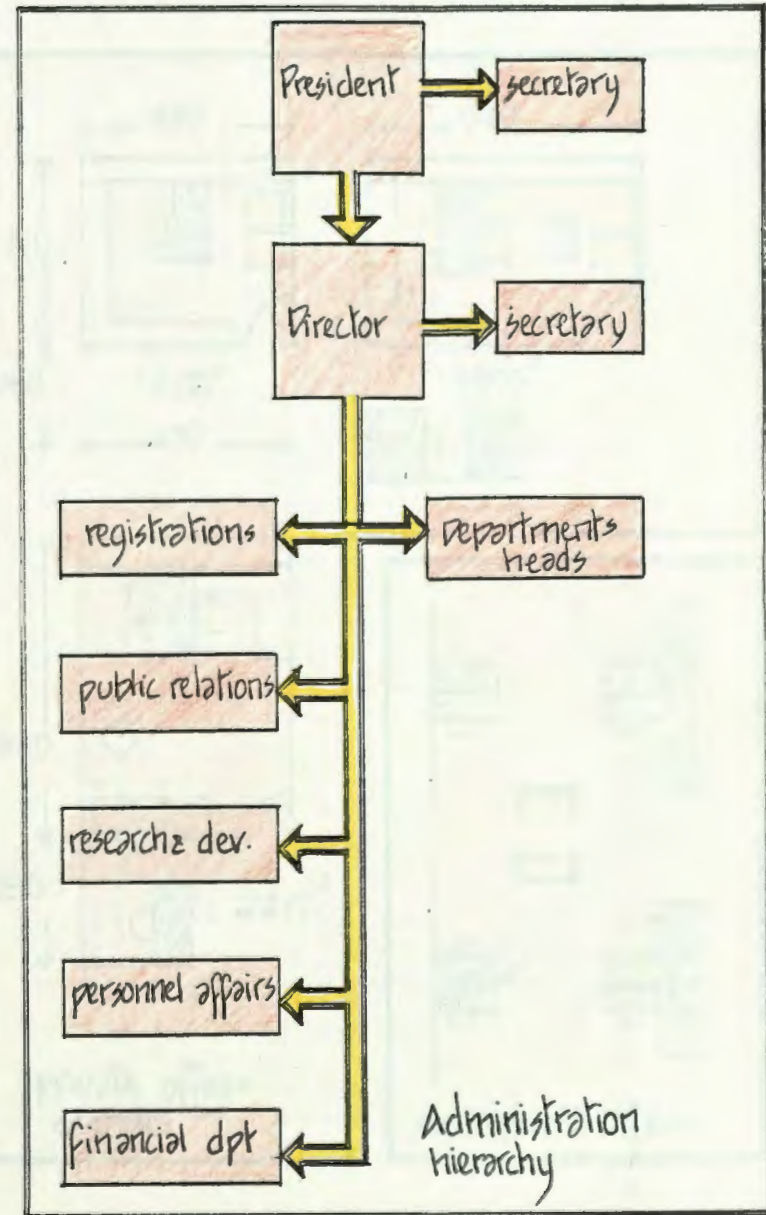 President
secretary
Director
secretary
registrations
Departments
heads
public relations
research & dev.
personnel affairs
financial dpt
Administration
hierarchy